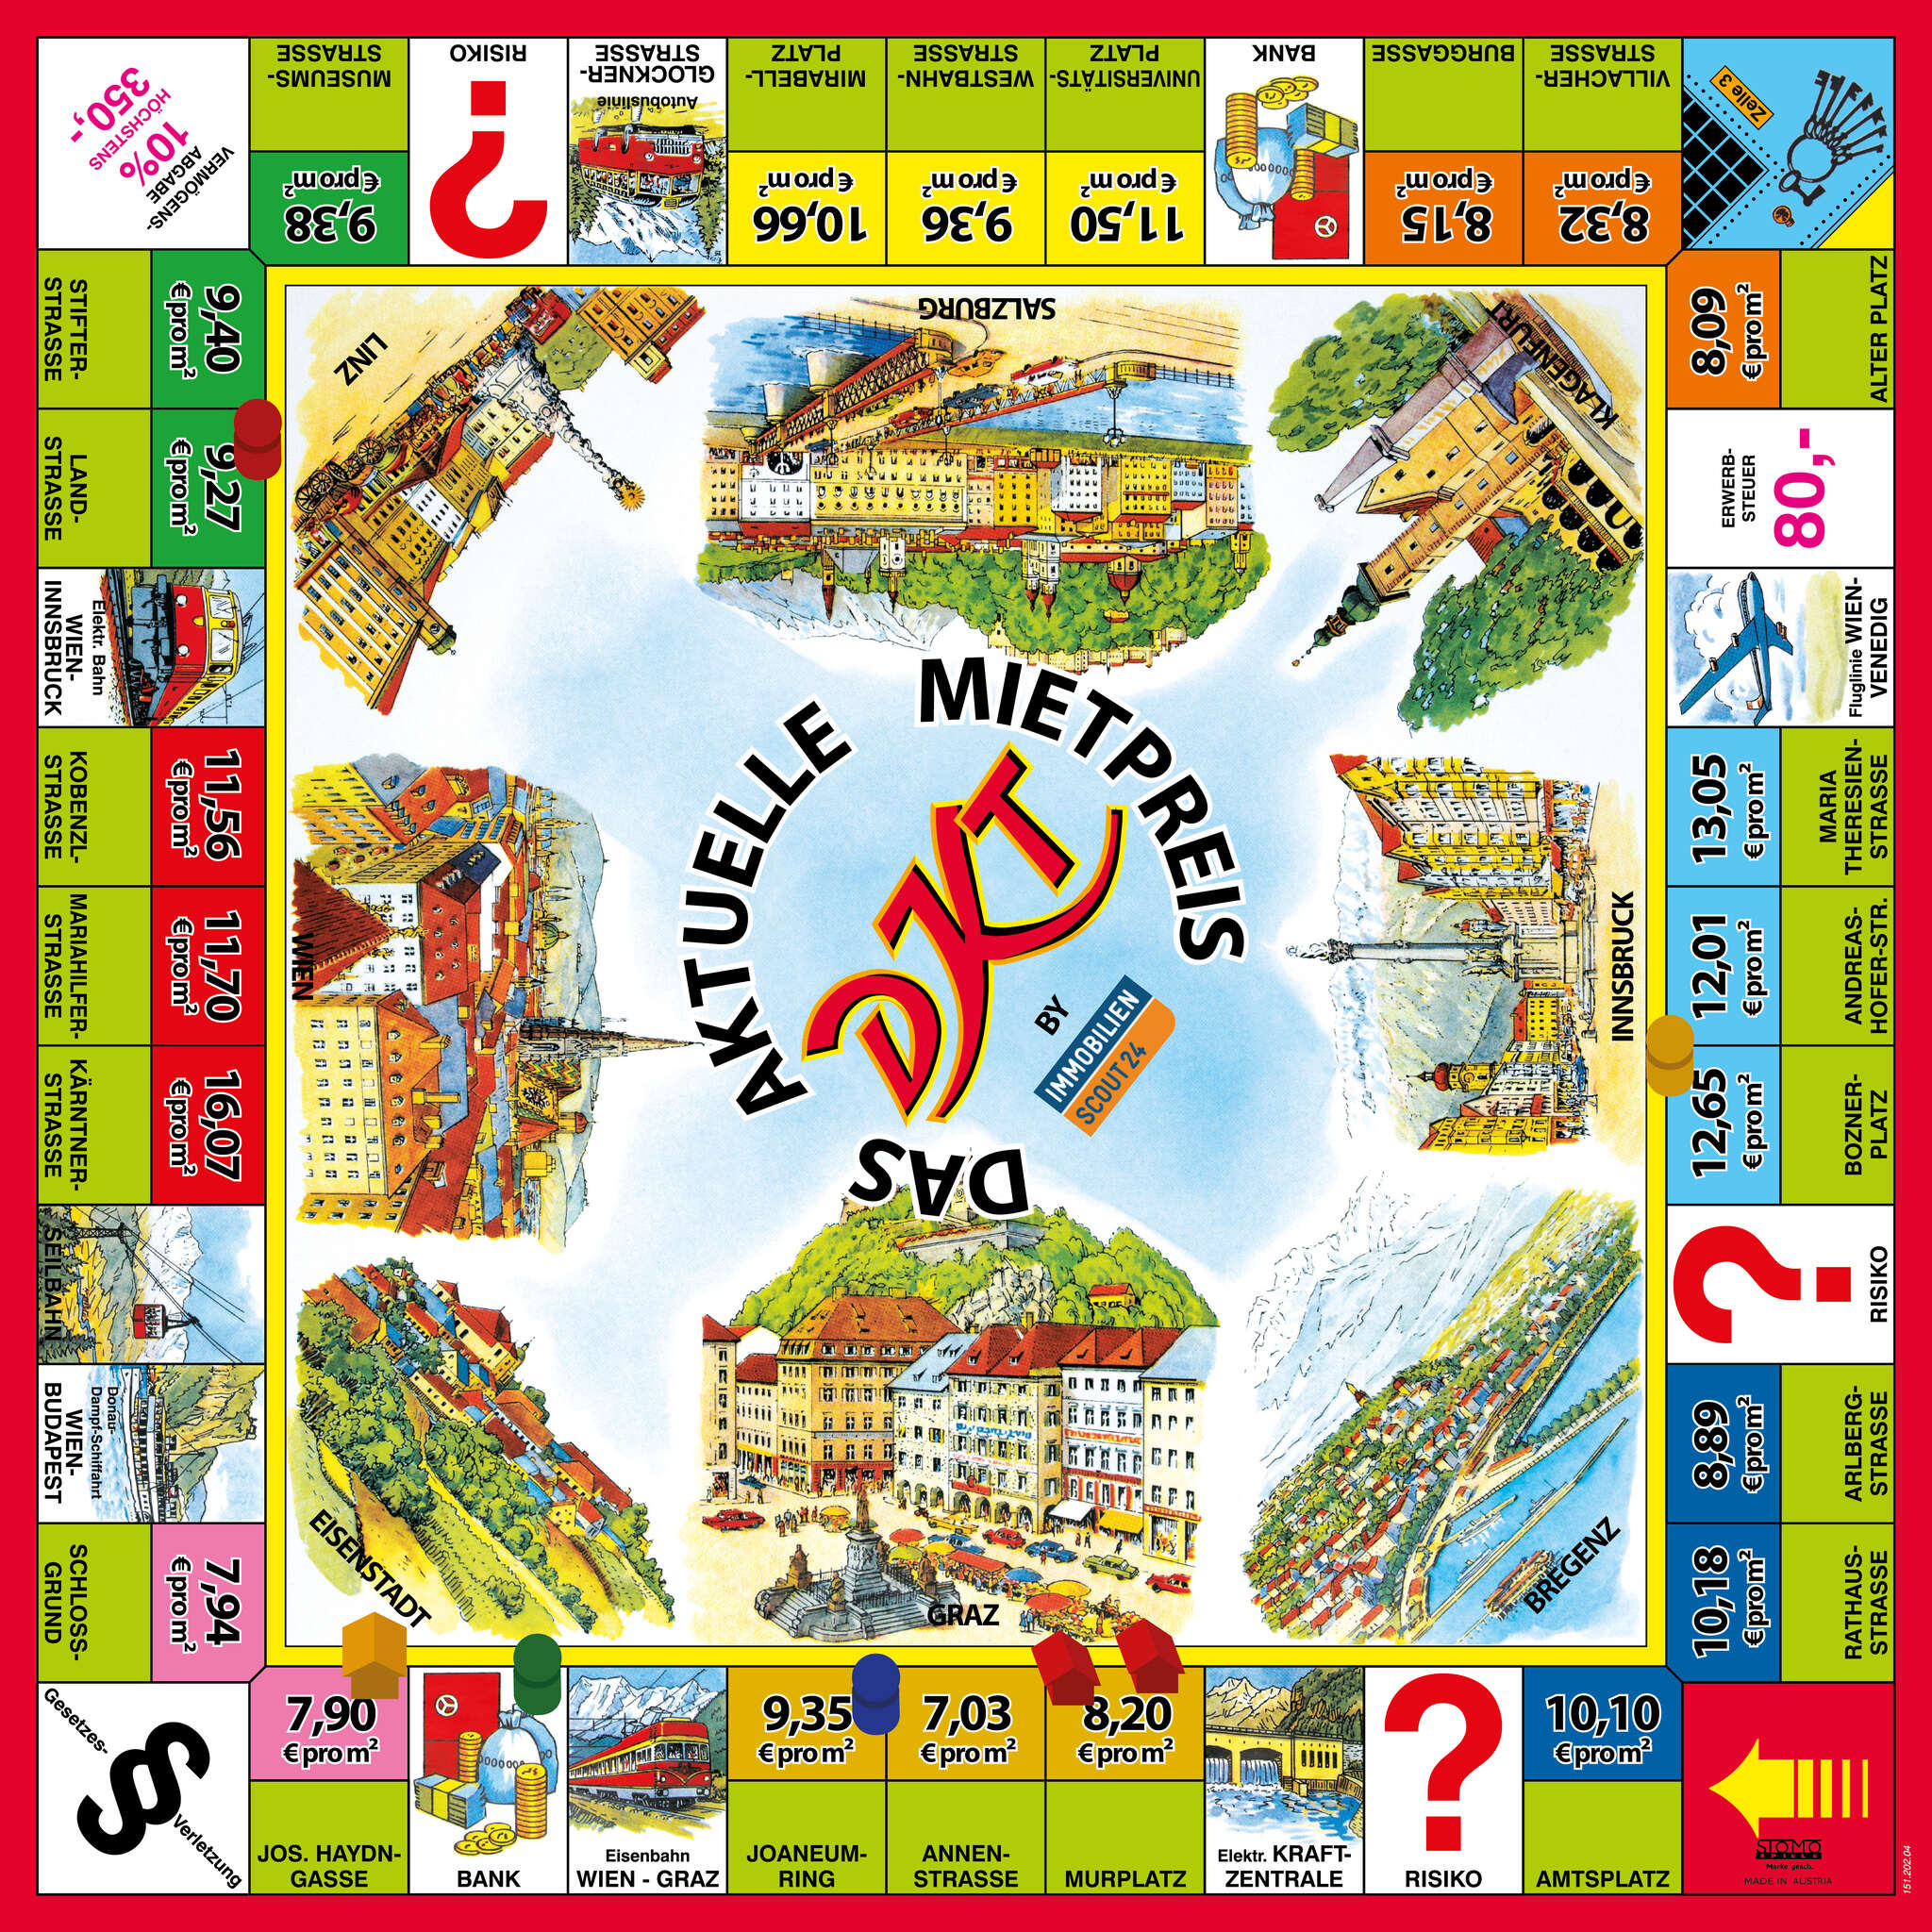 VERMÖGENS-
ABGABE
10%
HÖCHSTENS
350,-
MUSEUMS-
STRASSE
9,38
€ pro m²
RISIKO
?
Autobuslinie
GLOCKNER-
STRASSE
MIRABELL-
PLATZ
10,66
€ pro m²
WESTBAHN-
STRASSE
9,36
€ pro m²
UNIVERSITÄTS-
PLATZ
11,50
€ pro m²
BANK
BURGGASSE
8,15
€ pro m²
VILLACHER-
STRASSE
8,32
€ pro m²
Zelle 3
ALTER PLATZ
8,09
€ pro m²
ERWERB-
STEUER
80,-
Fluglinie WIEN-
VENEDIG
MARIA
THERESIEN-
STRASSE
13,05
€ pro m²
ANDREAS-
HOFER-STR.
12,01
€ pro m²
BOZNER-
PLATZ
12,65
€ pro m²
RISIKO
?
ARLBERG-
STRASSE
8,89
€ pro m²
RATHAUS-
STRASSE
10,18
€ pro m²
STOMO
SPIELE
Marke gesch.
MADE IN AUSTRIA
151.202.04
AMTSPLATZ
10,10
€ pro m²
RISIKO
?
Elektr. KRAFT-
ZENTRALE
MURPLATZ
8,20
€ pro m²
ANNEN-
STRASSE
7,03
€ pro m²
JOANEUM-
RING
9,35
€ pro m²
Eisenbahn
WIEN - GRAZ
BANK
JOS. HAYDN-
GASSE
7,90
€ pro m²
Gesetzes-
§
Verletzung
SCHLOSS-
GRUND
7,94
€ pro m²
Donau-
Dampf-Schiffahrt
WIEN-
BUDAPEST
SEILBAHN
KÄRNTNER-
STRASSE
16,07
€ pro m²
MARIAHILFER-
STRASSE
11,70
€ pro m²
KOBENZL-
STRASSE
11,56
€ pro m²
Elektr. Bahn
WIEN-
INNSBRUCK
LAND-
STRASSE
9,27
€ pro m²
STIFTER-
STRASSE
9,40
€ pro m²
LINZ
SALZBURG
KLAGENFURT
WIEN
INNSBRUCK
EISENSTADT
GRAZ
BREGENZ
DAS
AKTUELLE
MIETPREIS
DKT
BY
IMMOBILIEN
SCOUT 24